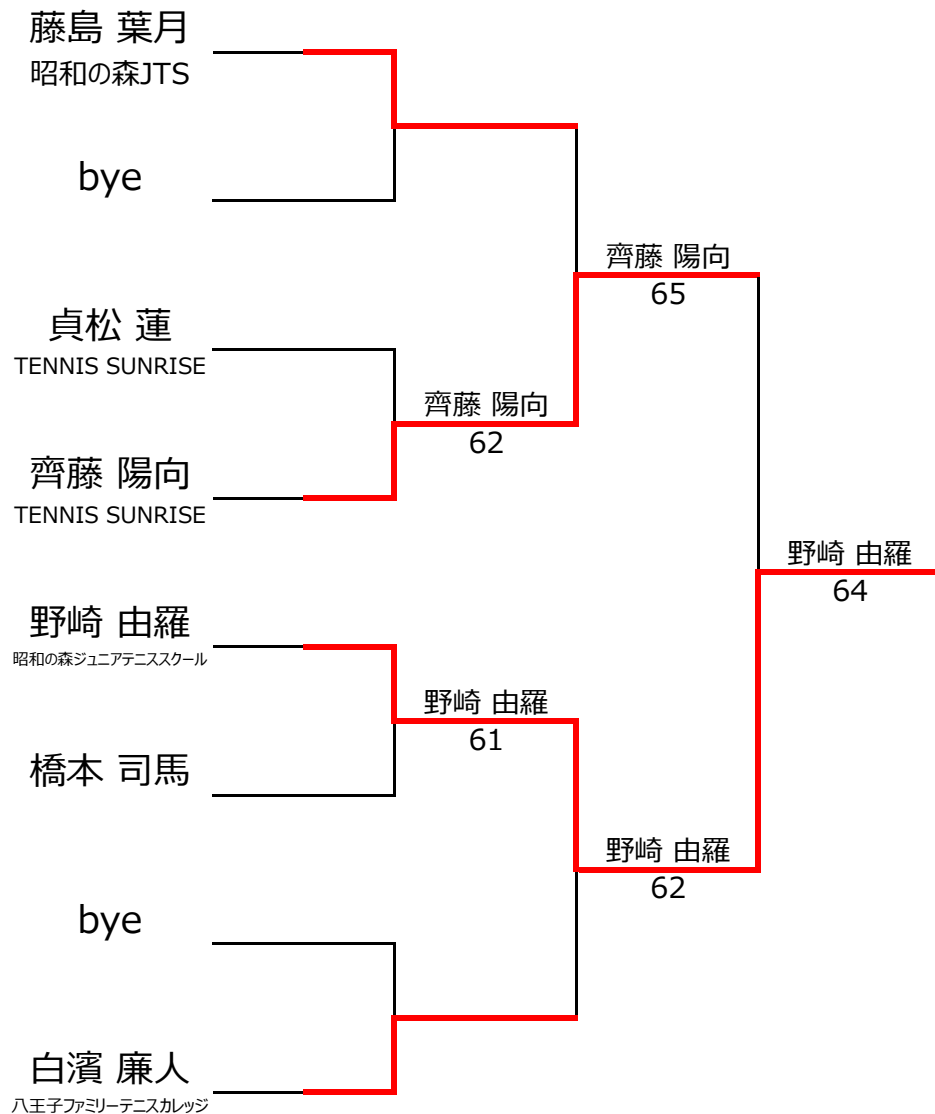 藤島 葉月
昭和の森JTS
bye
貞松 蓮
TENNIS SUNRISE
齊藤 陽向
TENNIS SUNRISE
野崎 由羅
昭和の森ジュニアテニススクール
橋本 司馬
bye
白濱 廉人
八王子ファミリーテニスカレッジ
齊藤 陽向
62
野崎 由羅
61
齊藤 陽向
65
野崎 由羅
62
野崎 由羅
64